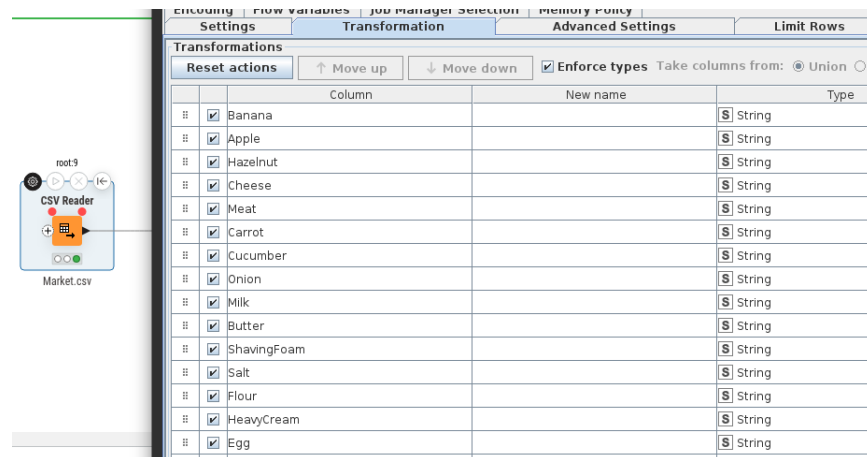 Encoding Flow Variables Job Manager Selection Memory Policy
Settings Transformation Advanced Settings Limit Rows
Transformations
Reset actions Move up Move down Enforce types Take columns from: Union
Column New name Type
Banana S String
Apple S String
Hazelnut S String
Cheese S String
Meat S String
Carrot S String
Cucumber S String
Onion S String
Milk S String
Butter S String
ShavingFoam S String
Salt S String
Flour S String
HeavyCream S String
Egg S String
root:9
CSV Reader
Market.csv